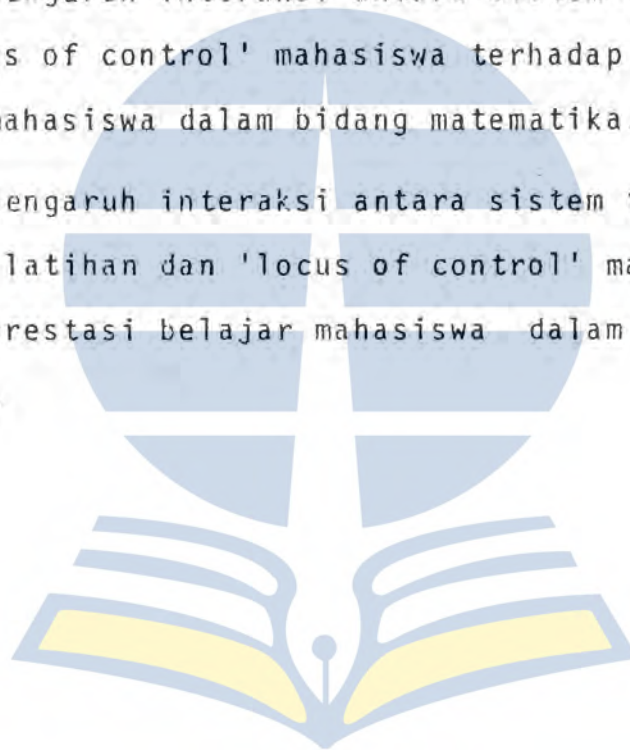 s of control' mahasiswa terhadap
mahasiswa dalam bidang matematika.
engaruh interaksi antara sistem
latihan dan 'locus of control' ma
restasi belajar mahasiswa dalam